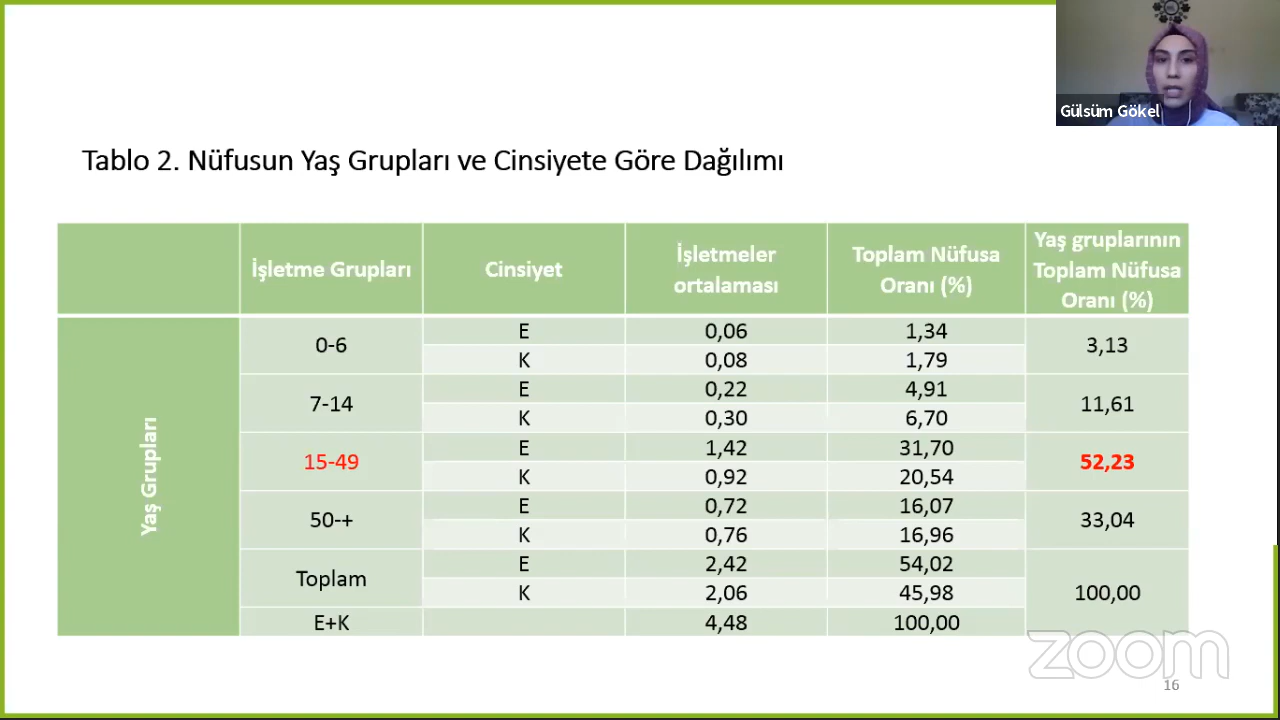 Gülsüm Gökel
Tablo 2. Nüfusun Yaş Grupları ve Cinsiyete Göre Dağılımı
İşletme Grupları
Cinsiyet
İşletmeler
ortalaması
Toplam Nüfusa
Oranı (%)
Yaş gruplarının
Toplam Nüfusa
Oranı (%)
Yaş Grupları
0-6
E 0,06 1,34
K 0,08 1,79
3,13
7-14
E 0,22 4,91
K 0,30 6,70
11,61
15-49
E 1,42 31,70
K 0,92 20,54
52,23
50-+
E 0,72 16,07
K 0,76 16,96
33,04
Toplam
E 2,42 54,02
K 2,06 45,98
100,00
E+K 4,48 100,00
zoom
16